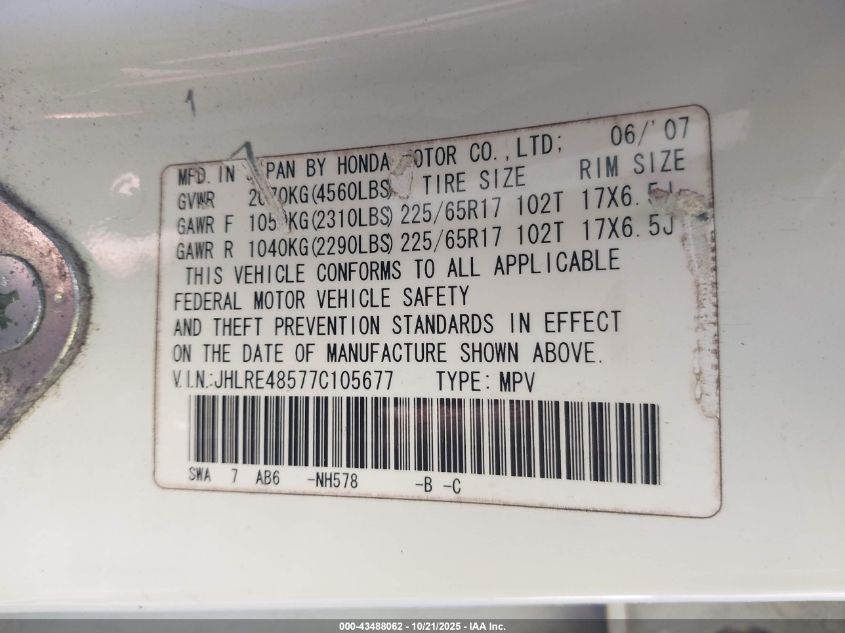 1
MFD. IN JAPAN BY HONDA MOTOR CO.,LTD; 06/'07
GVWR 2070KG(4560LBS) TIRE SIZE RIM SIZE
GAWR F 1050KG(2310LBS) 225/65R17 102T 17X6.5J
GAWR R 1040KG(2290LBS) 225/65R17 102T 17X6.5J
THIS VEHICLE CONFORMS TO ALL APPLICABLE
FEDERAL MOTOR VEHICLE SAFETY
AND THEFT PREVENTION STANDARDS IN EFFECT
ON THE DATE OF MANUFACTURE SHOWN ABOVE.
V.I.N.:JHLRE48577C105677 TYPE: MPV
SWA 7 AB6 -NH578 -B -C
000-43488062 - 10/21/2025 - IAA Inc.